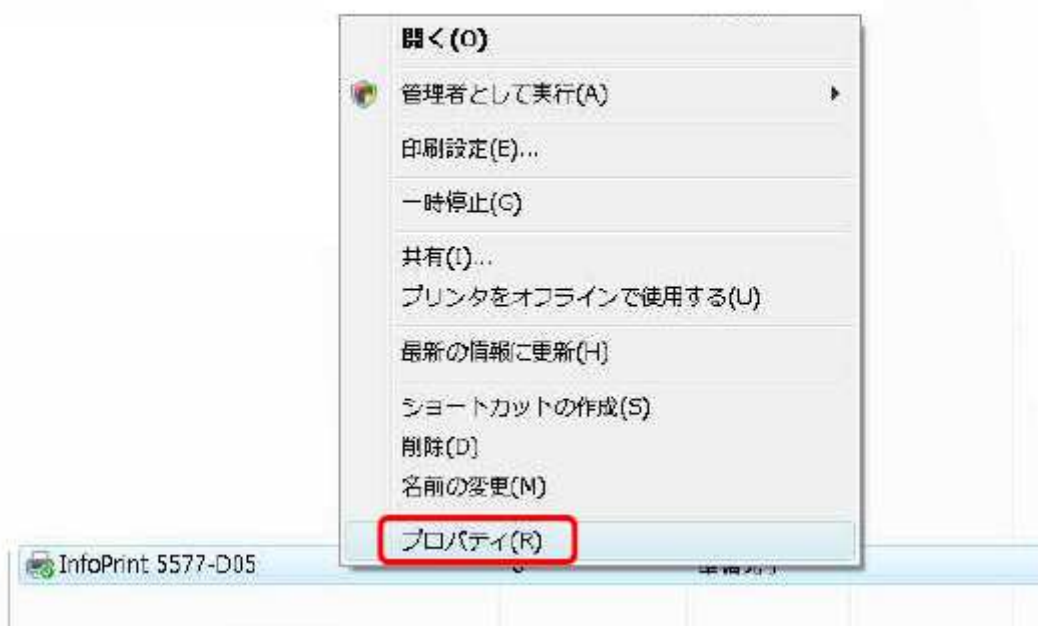 開く(O)
管理者として実行(A)
印刷設定(E)...
一時停止(G)
共有(I)...
プリンタをオフラインで使用する(U)
最新の情報に更新(H)
ショートカットの作成(S)
削除(D)
名前の変更(M)
プロパティ(R)
InfoPrint 5577-D05